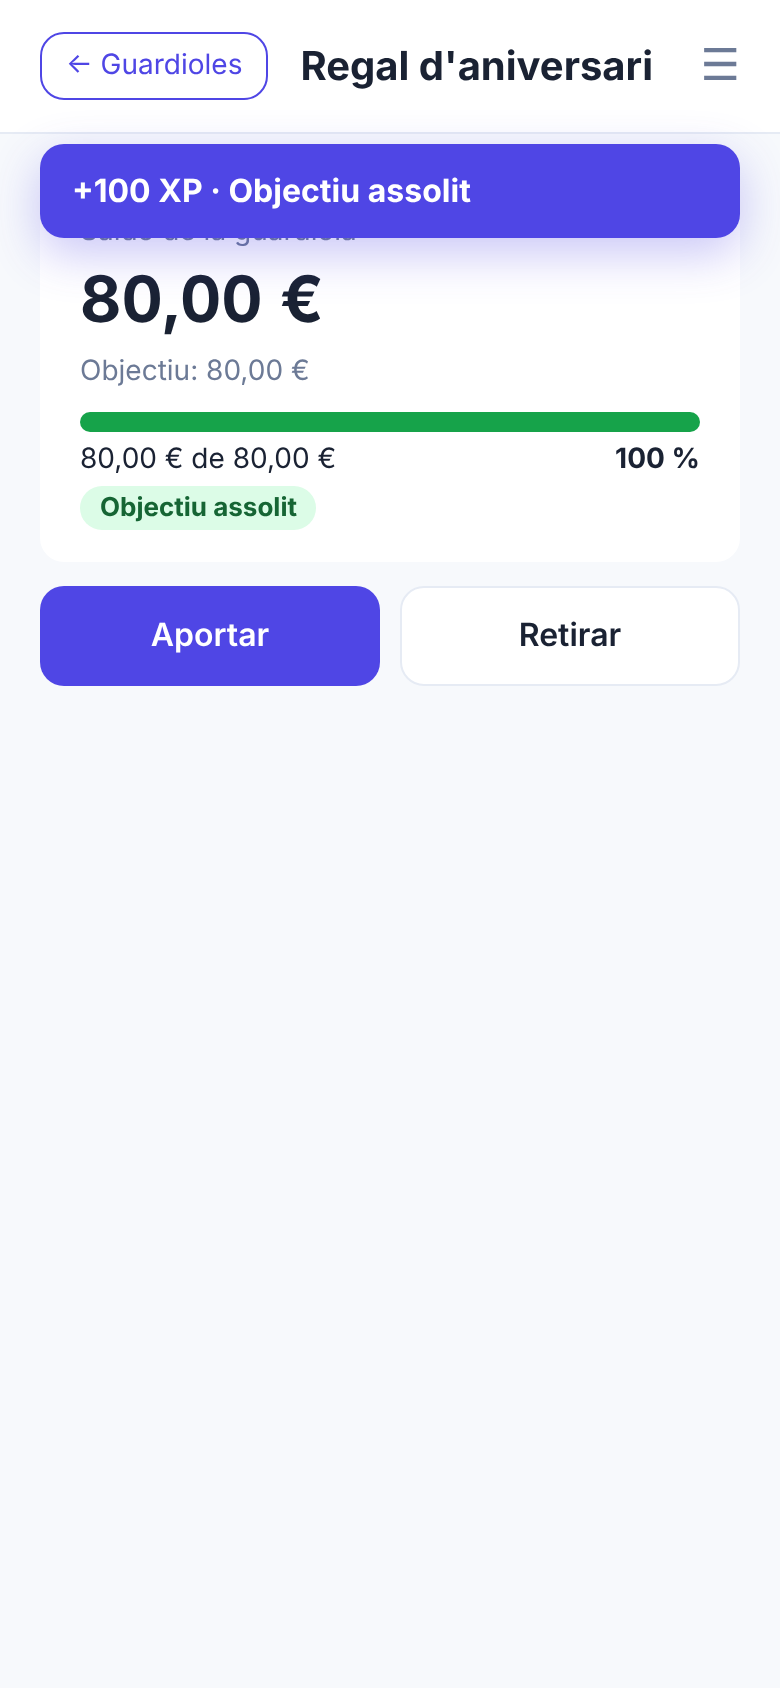 ← Guardioles
Regal d'aniversari
+100 XP · Objectiu assolit
80,00 €
Objectiu: 80,00 €
80,00 € de 80,00 €
100 %
Objectiu assolit
Aportar
Retirar